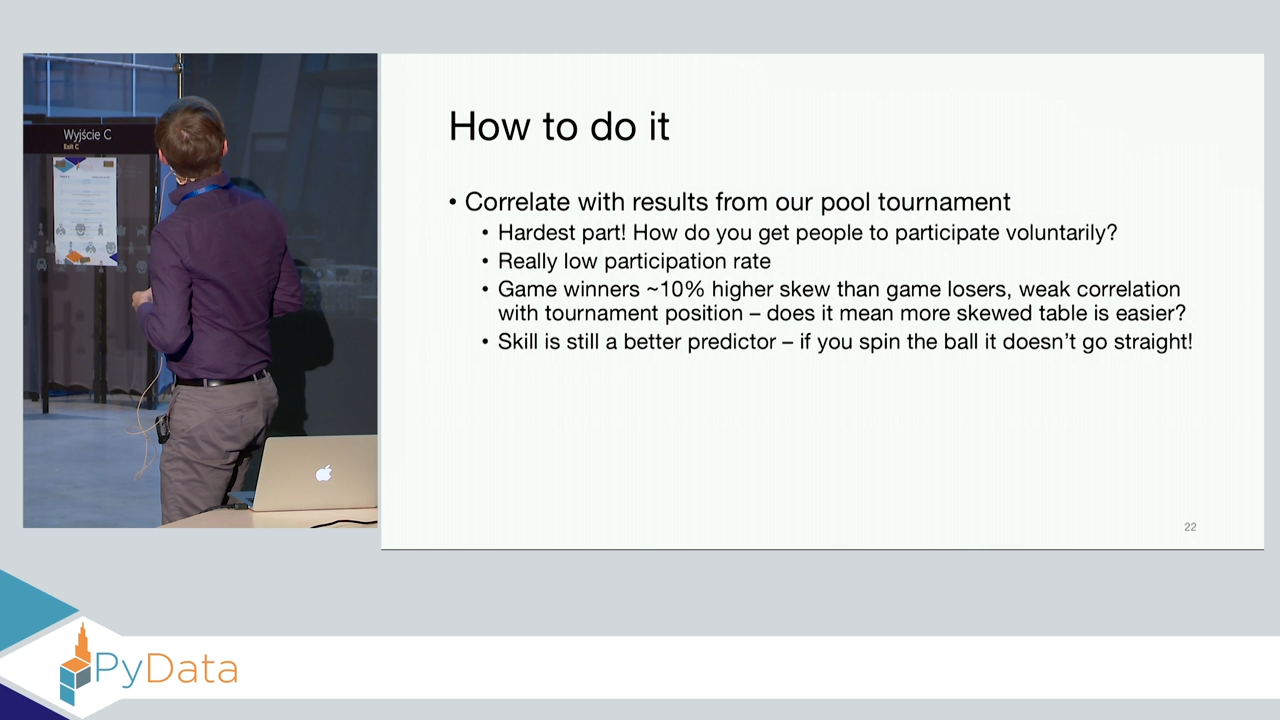 Wyjście C
Exit C
How to do it
• Correlate with results from our pool tournament
• Hardest part! How do you get people to participate voluntarily?
• Really low participation rate
• Game winners ~10% higher skew than game losers, weak correlation
with tournament position – does it mean more skewed table is easier?
• Skill is still a better predictor – if you spin the ball it doesn't go straight!
22
PyData